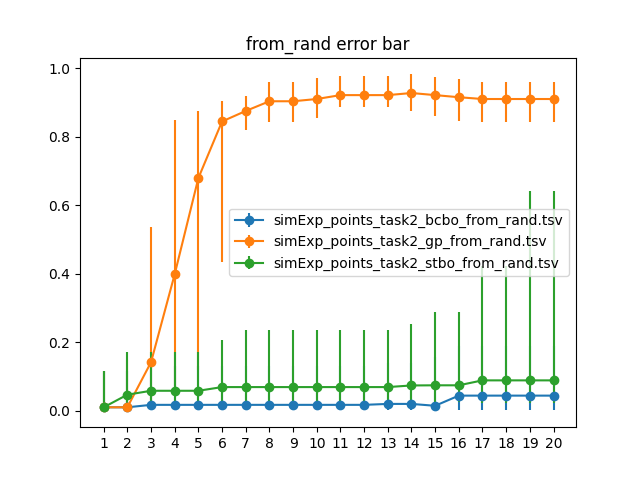 from_rand error bar
1.0
0.8
0.6
0.4
0.2
0.0
simExp_points_task2_bcbo_from_rand.tsv
simExp_points_task2_gp_from_rand.tsv
simExp_points_task2_stbo_from_rand.tsv
1 2 3 4 5 6 7 8 9 10 11 12 13 14 15 16 17 18 19 20